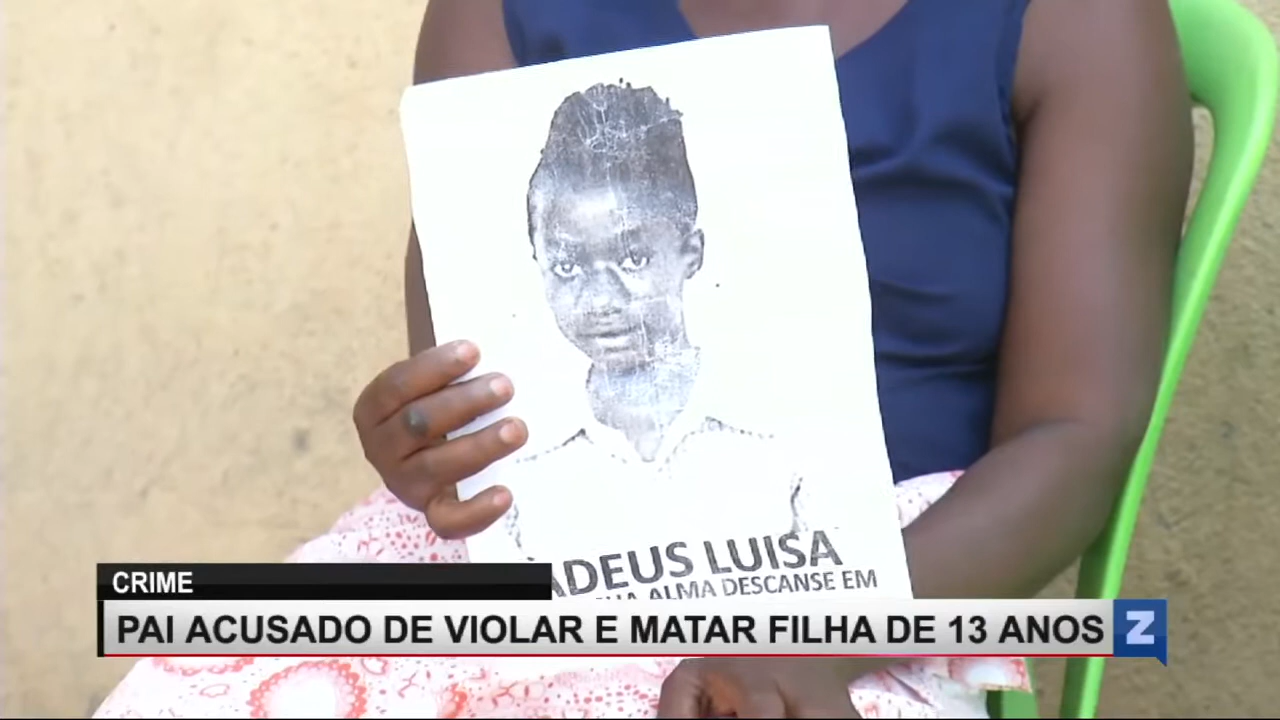 ADEUS LUISA
ALMA DESCANSE EM
CRIME
PAI ACUSADO DE VIOLAR E MATAR FILHA DE 13 ANOS
Z